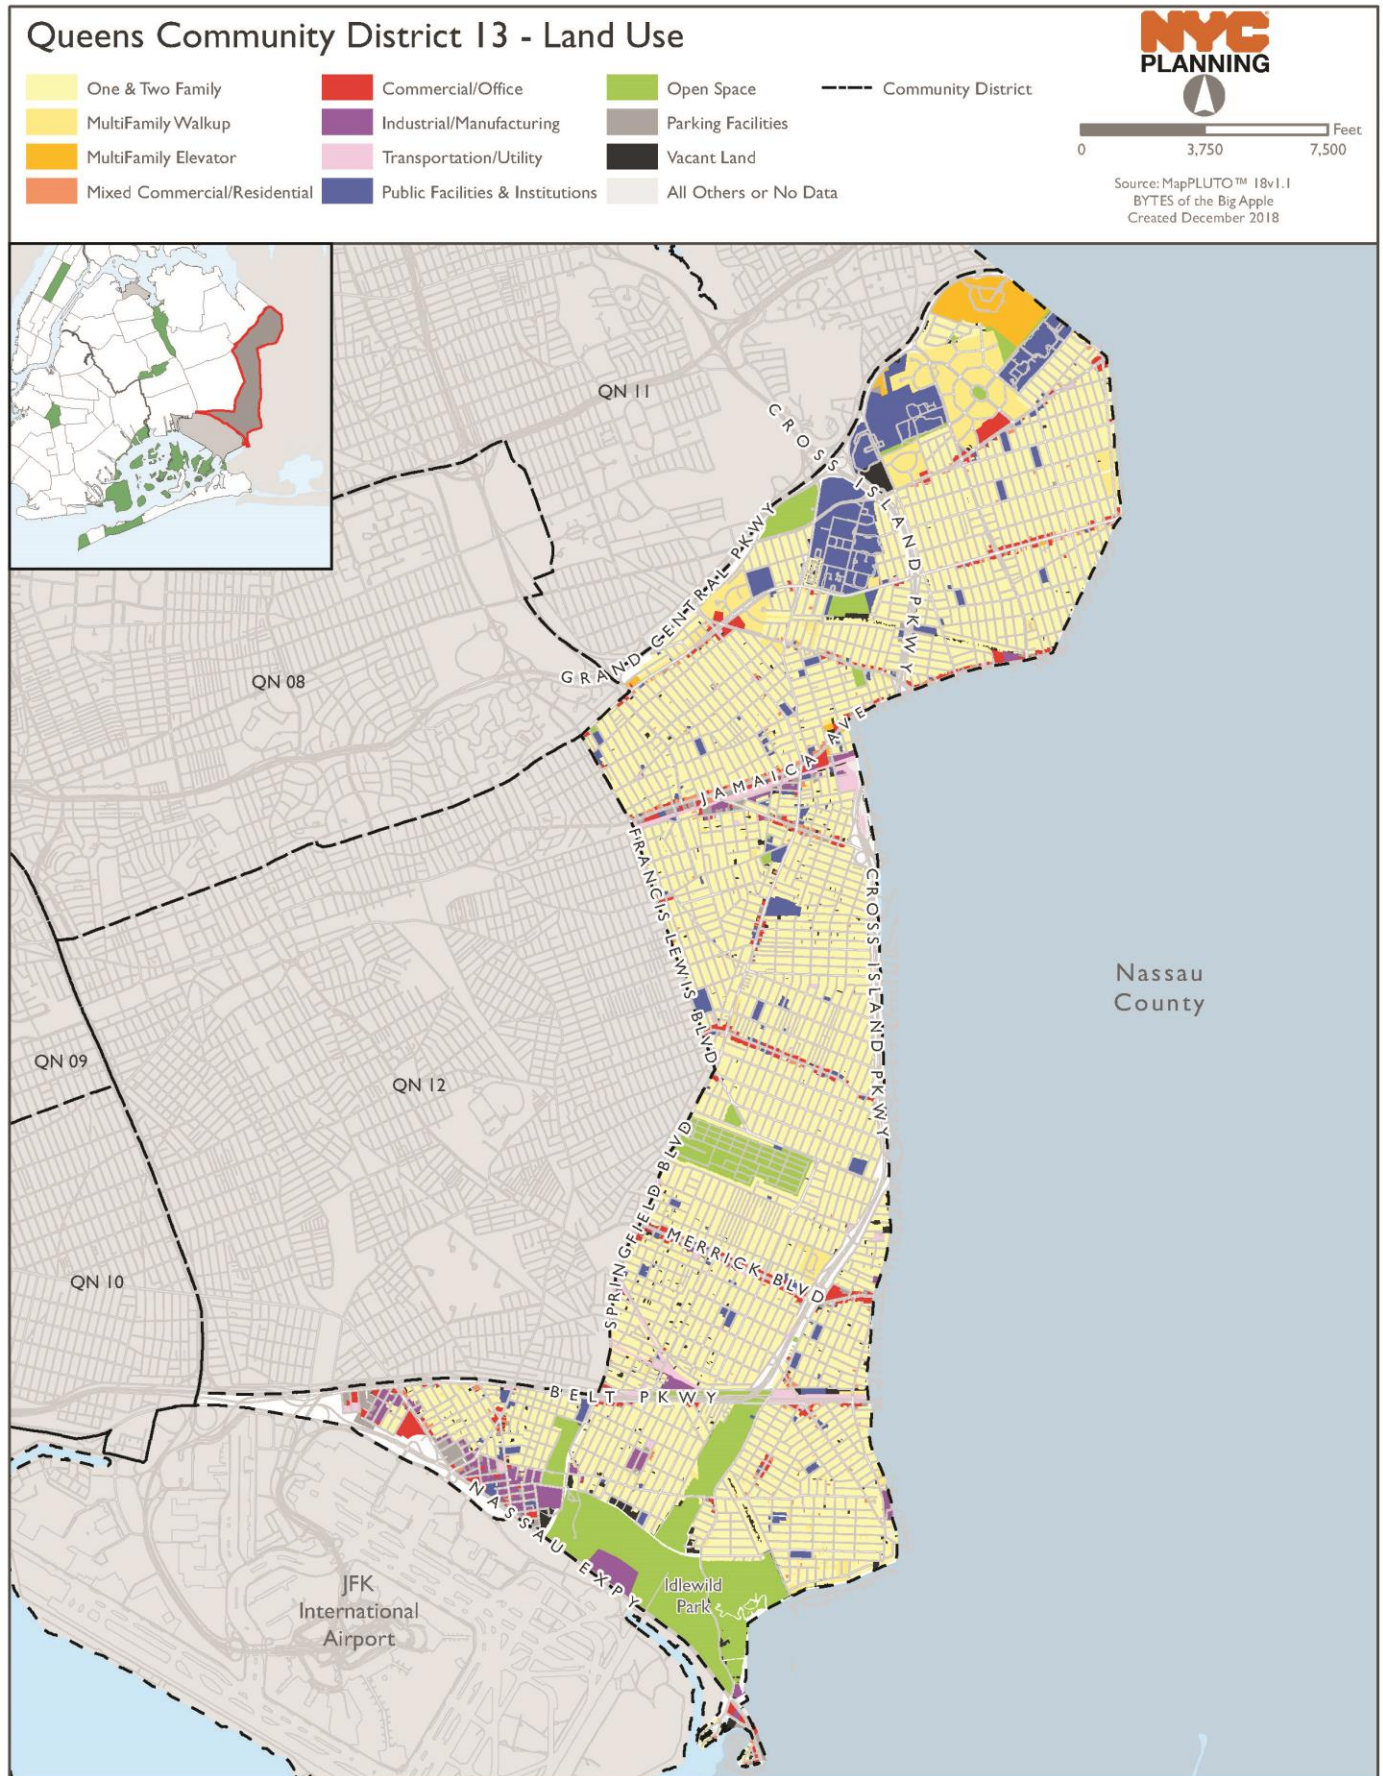 Queens Community District 13 - Land Use
NYC
PLANNING
One & Two Family
MultiFamily Walkup
MultiFamily Elevator
Mixed Commercial/Residential
Commercial/Office
Industrial/Manufacturing
Transportation/Utility
Public Facilities & Institutions
Open Space
Parking Facilities
Vacant Land
All Others or No Data
Community District
Feet
0 3,750 7,500
Source: MapPLUTO™ 18v1.1
BYTES of the Big Apple
Created December 2018
QN 11
CROSS ISLAND PKWY
GRAND CENTRAL PKWY
QN 08
JAMAICA AVE
FRANCIS LEWIS BLVD
CROSS ISLAND PKWY
Nassau
County
QN 09
QN 12
SPRINGFIELD BLVD
MERRICK BLVD
QN 10
BELT PKWY
NASSAU EXPY
JFK
International
Airport
Idlewild
Park